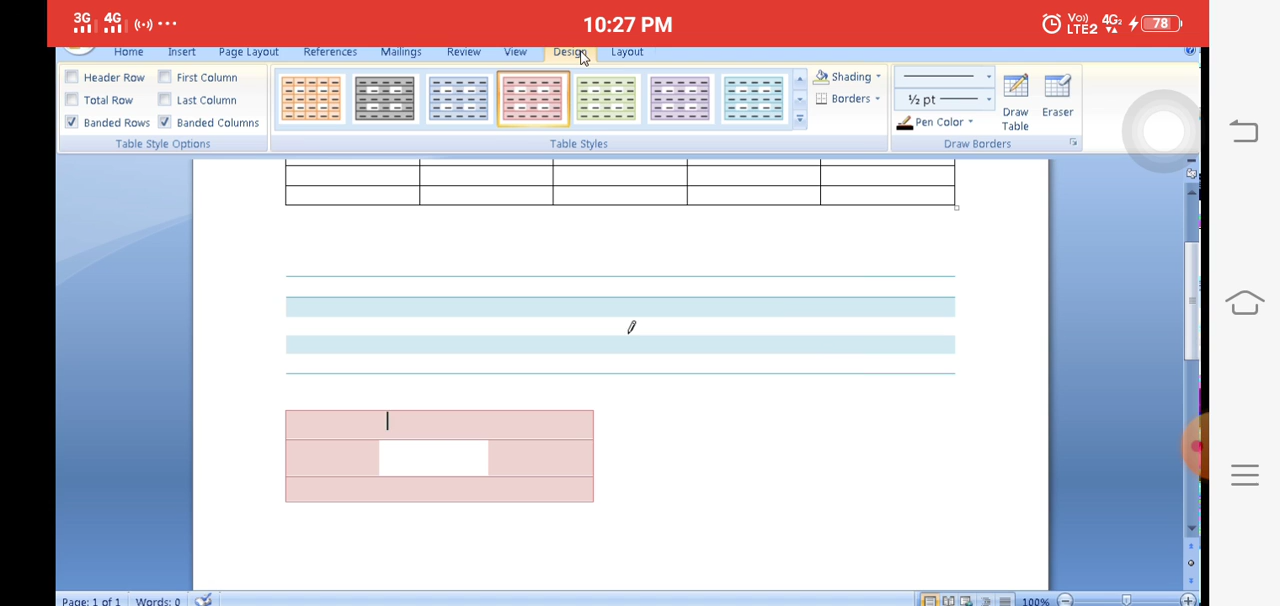 3G 4G ... 10:27 PM Vo) LTE2 4G2 78
Home Insert Page Layout References Mailings Review View Design Layout
Header Row First Column Shading
Total Row Last Column ½ pt Borders
Banded Rows Banded Columns Pen Color Draw Table Eraser
Table Style Options Table Styles Draw Borders
Page: 1 of 1 Words: 0 100%